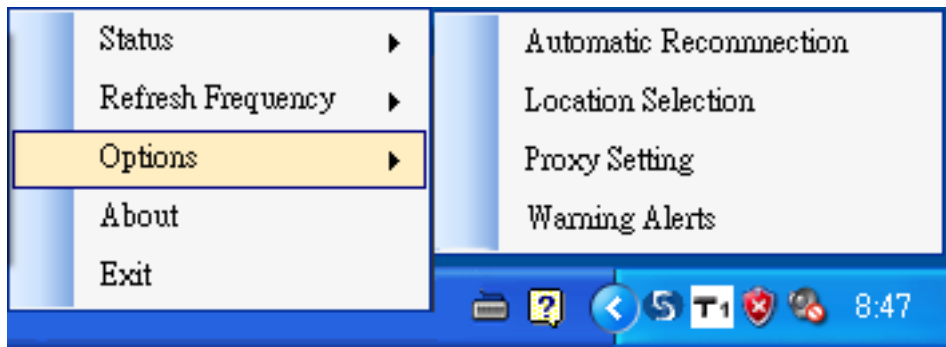 Status
Refresh Frequency
Options
About
Exit
Automatic Reconnnection
Location Selection
Proxy Setting
Warning Alerts
?
S T1 8:47